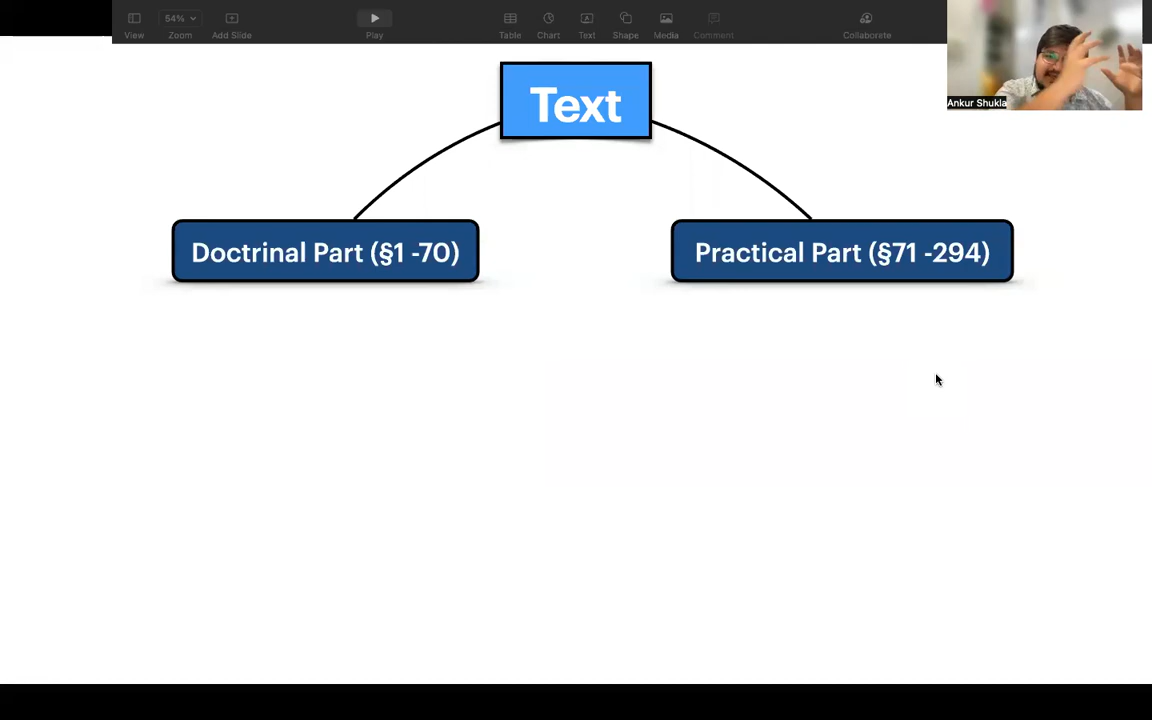 54%
View
Zoom
Add Slide
Play
Table
Chart
Text
Shape
Media
Comment
Collaborate
Ankur Shukla
Text
Doctrinal Part (§1 -70)
Practical Part (§71 -294)